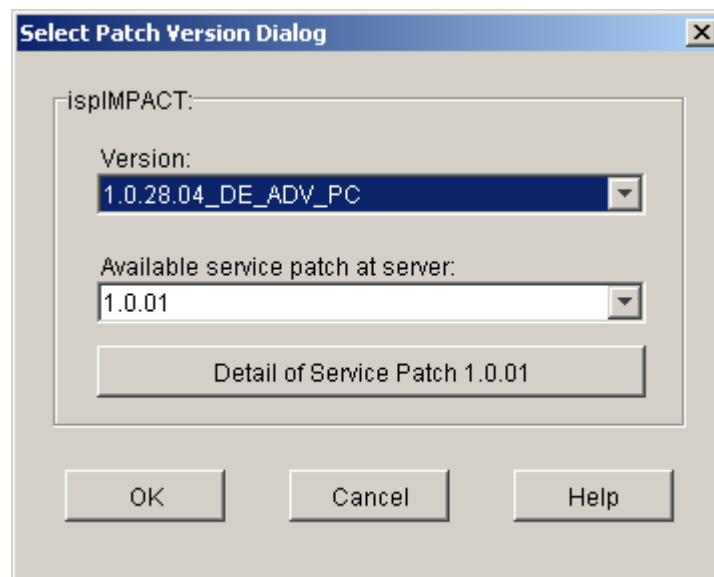 Select Patch Version Dialog
ispIMPACT:
Version:
1.0.28.04_DE_ADV_PC
Available service patch at server:
1.0.01
Detail of Service Patch 1.0.01
OK Cancel Help